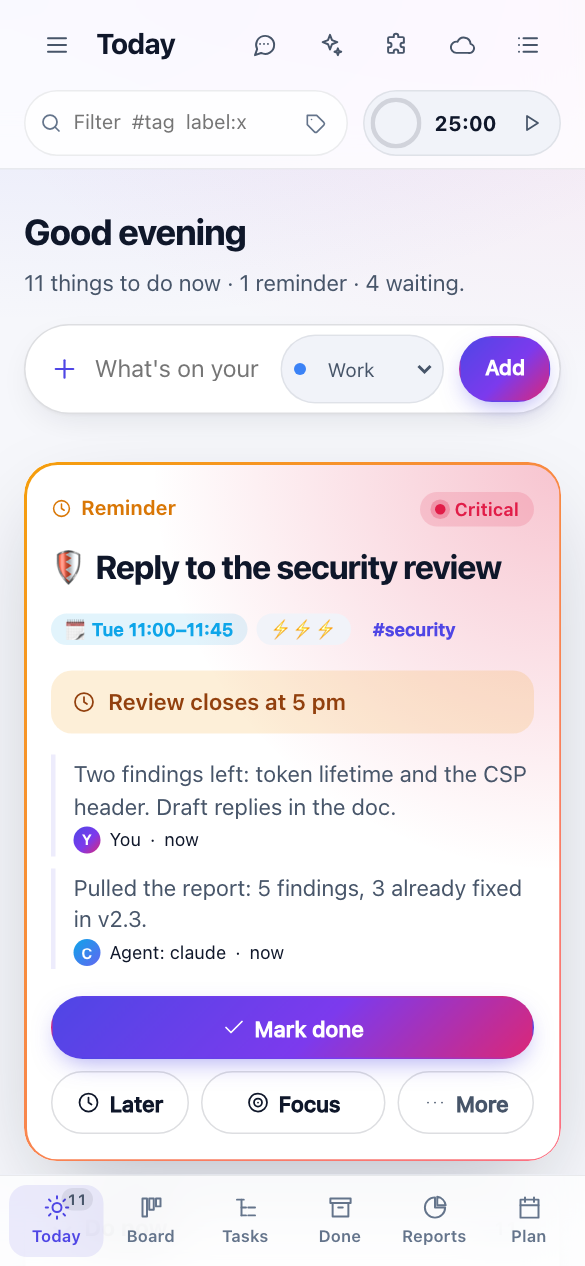 Today
Filter #tag label:x
25:00
Good evening
11 things to do now · 1 reminder · 4 waiting.
What's on your
Work
Add
Reminder
Critical
Reply to the security review
Tue 11:00–11:45
#security
Review closes at 5 pm
Two findings left: token lifetime and the CSP
header. Draft replies in the doc.
Y You · now
Pulled the report: 5 findings, 3 already fixed
in v2.3.
C Agent: claude · now
Mark done
Later
Focus
··· More
11
Today
Board
Tasks
Done
Reports
Plan